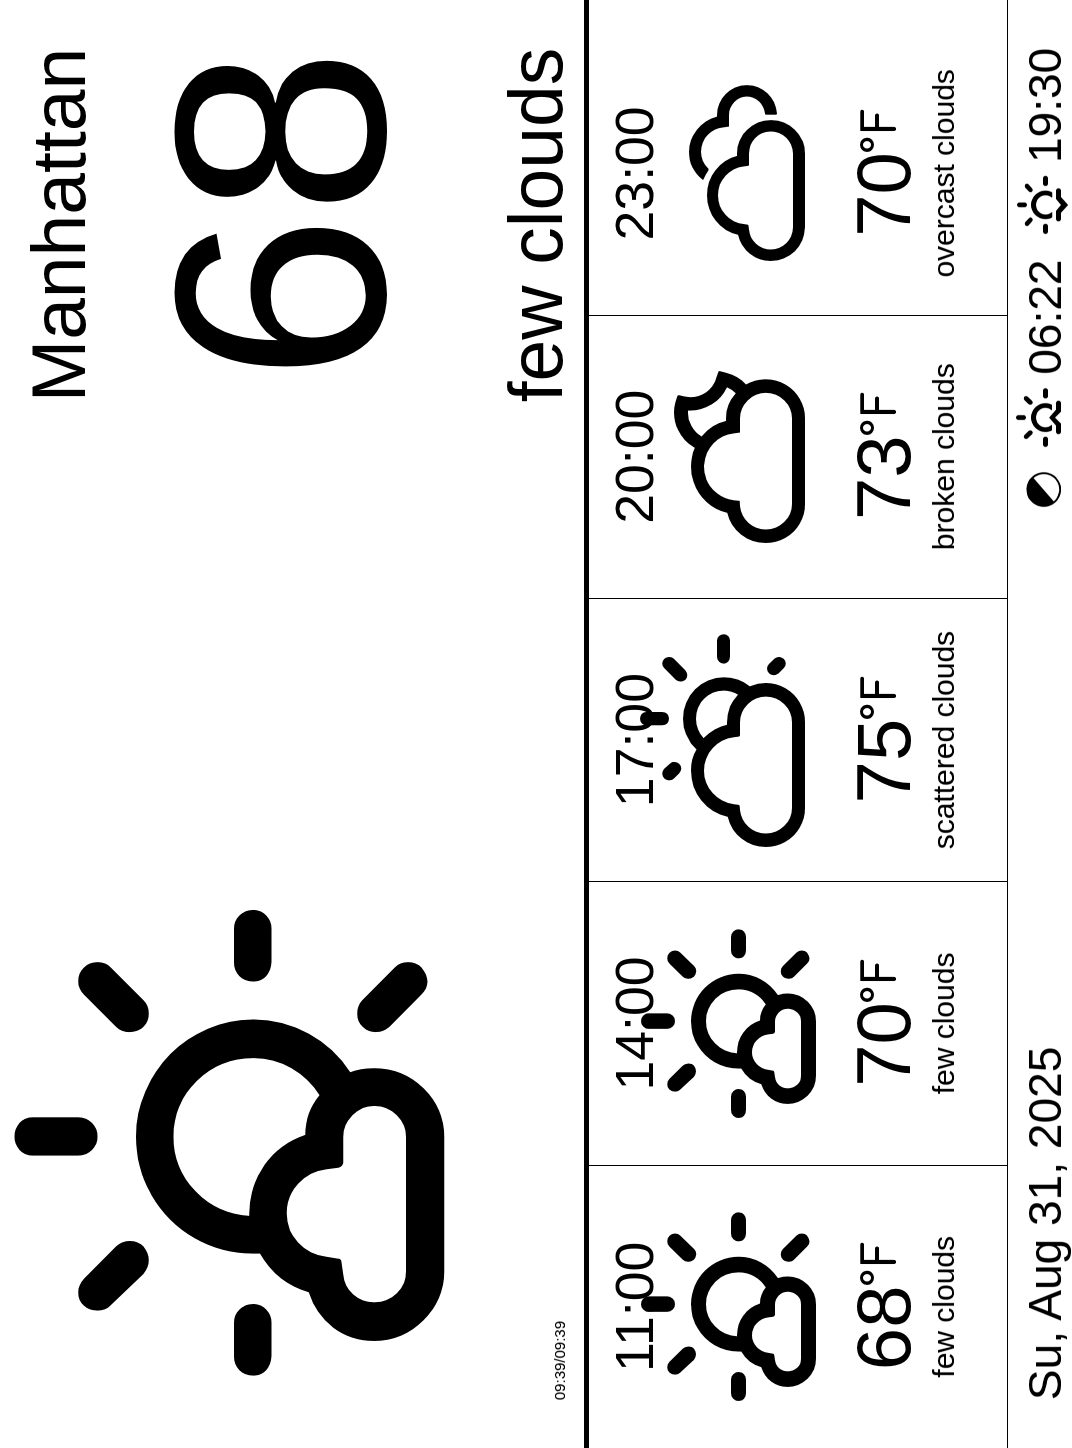 Manhattan
68
few clouds
09:39/09:39
11:00
68°F
few clouds
14:00
70°F
few clouds
17:00
75°F
scattered clouds
20:00
73°F
broken clouds
23:00
70°F
overcast clouds
Su, Aug 31, 2025
06:22
19:30